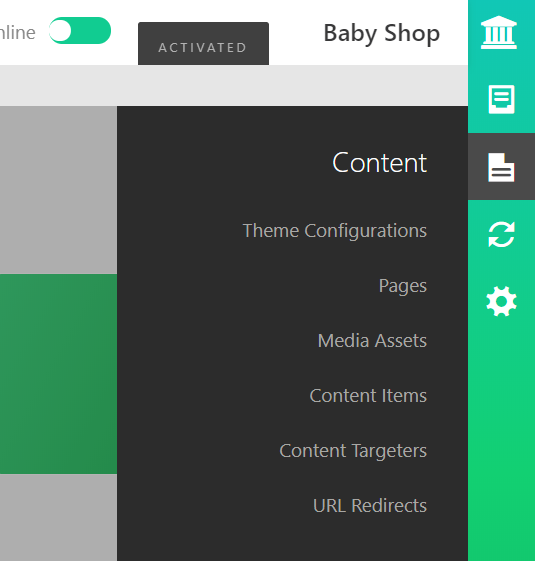 nline
ACTIVATED
Baby Shop
Content
Theme Configurations
Pages
Media Assets
Content Items
Content Targeters
URL Redirects